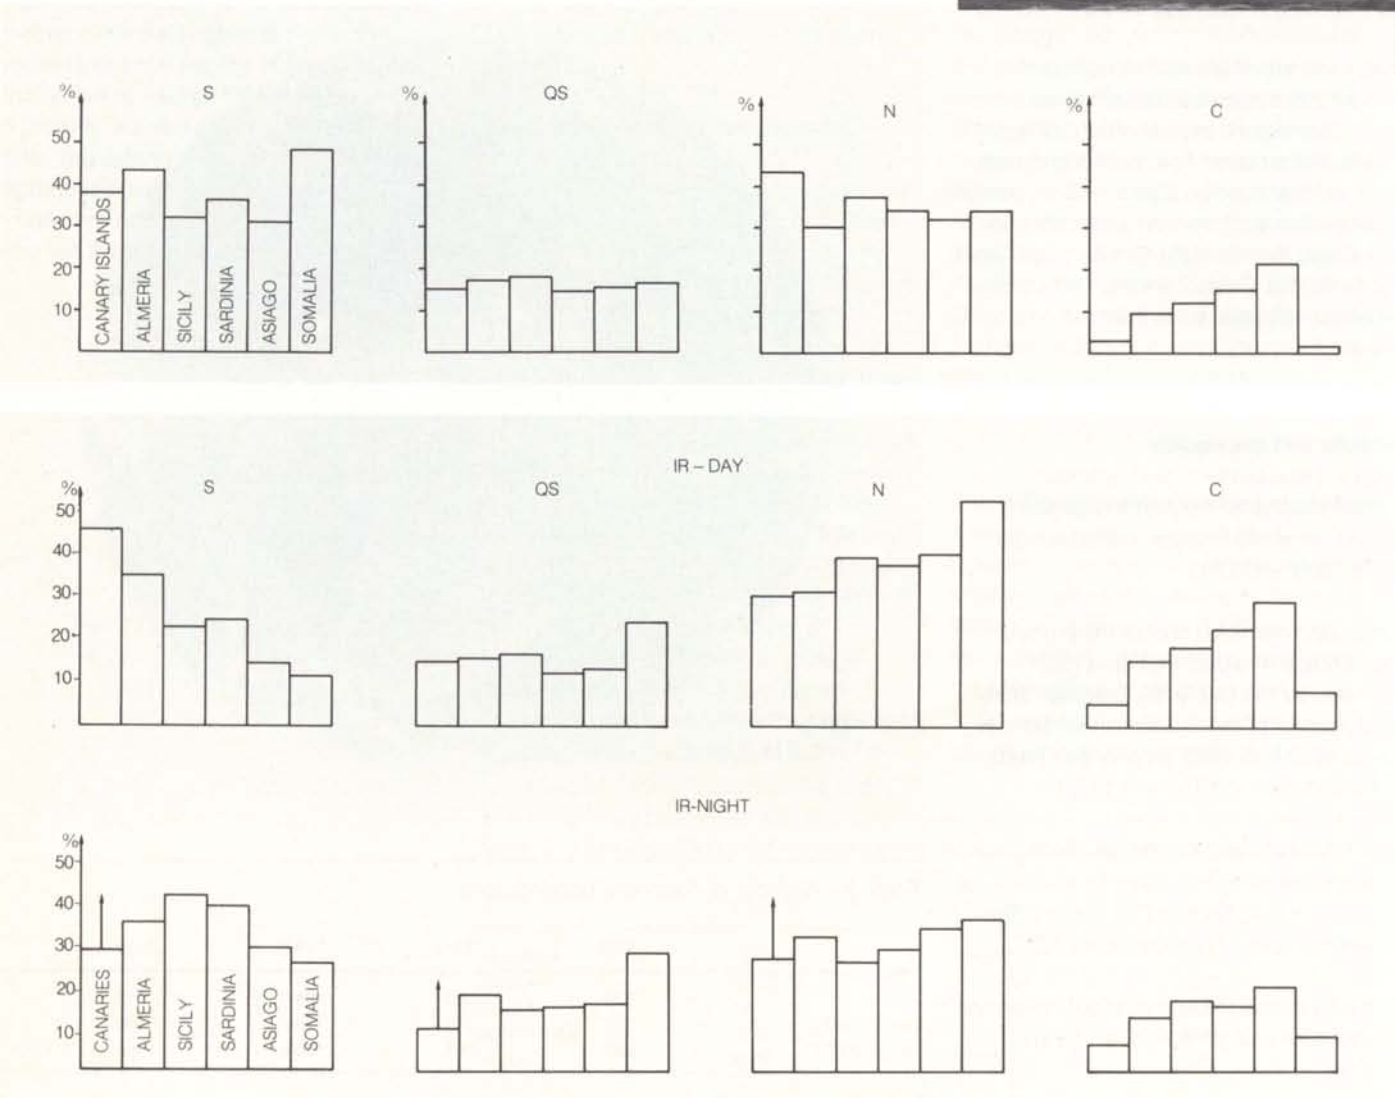 % S % QS % N % C
50
40
30
20
10
CANARY ISLANDS
ALMERIA
SICILY
SARDINIA
ASIAGO
SOMALIA
IR – DAY
% S QS N C
50
40
30
20
10
IR-NIGHT
%
50
40
30
20
10
CANARIES
ALMERIA
SICILY
SARDINIA
ASIAGO
SOMALIA